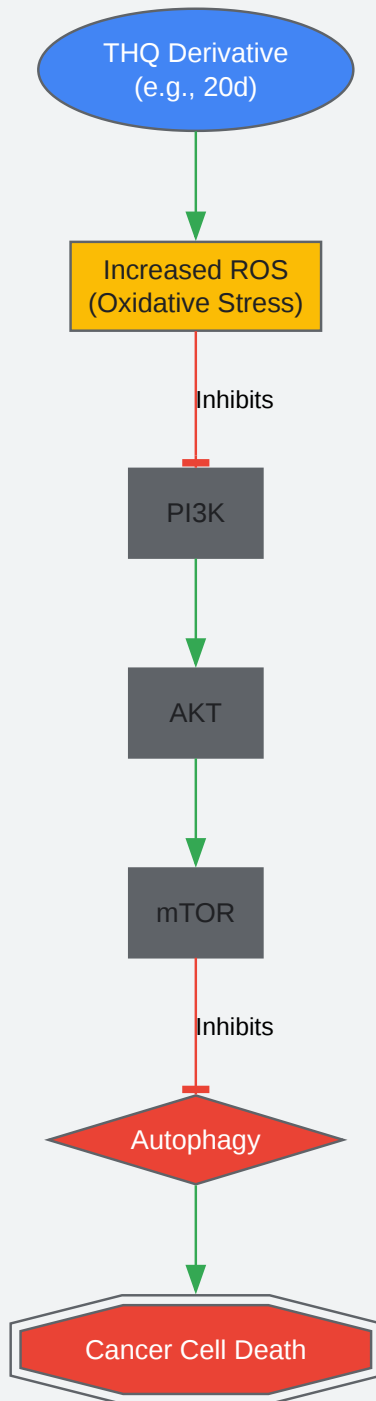 THQ Derivative
(e.g., 20d)
Increased ROS
(Oxidative Stress)
Inhibits
PI3K
AKT
mTOR
Inhibits
Autophagy
Cancer Cell Death